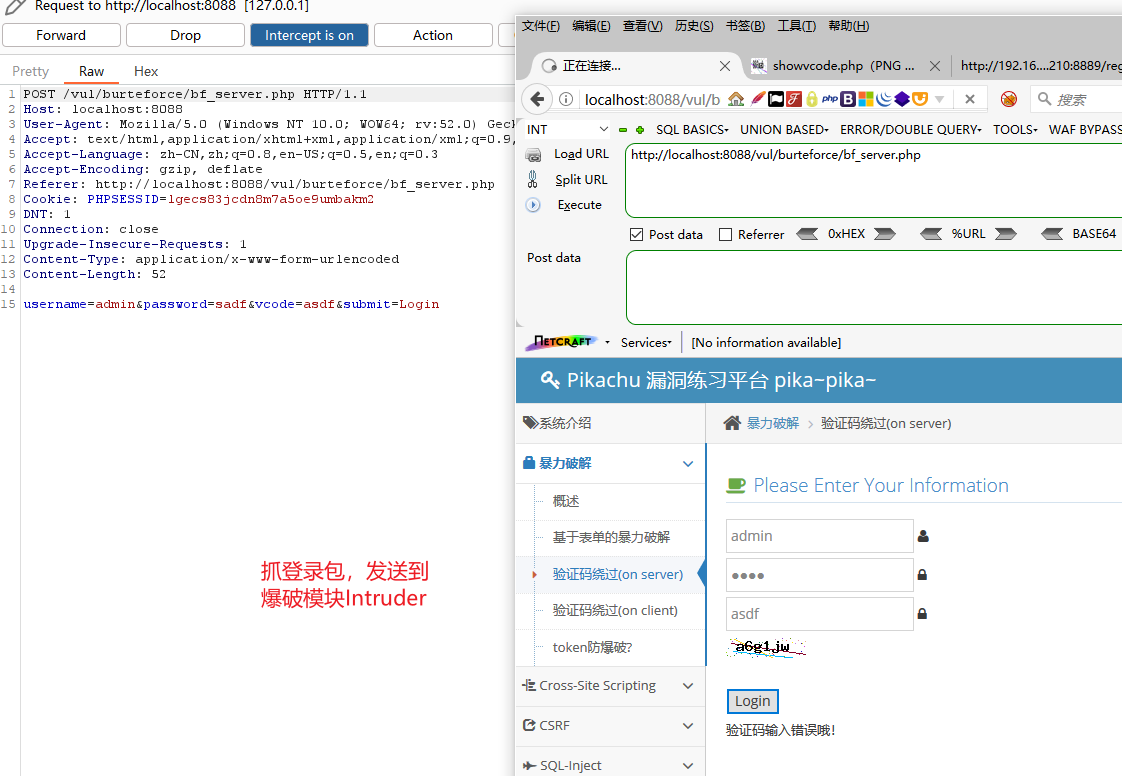 Request to http://localhost:8088 [127.0.0.1]
Forward
Drop
Intercept is on
Action
Pretty
Raw
Hex
1 POST /vul/burteforce/bf_server.php HTTP/1.1
2 Host: localhost:8088
3 User-Agent: Mozilla/5.0 (Windows NT 10.0; WOW64; rv:52.0) Geck
4 Accept: text/html,application/xhtml+xml,application/xml;q=0.9,
5 Accept-Language: zh-CN,zh;q=0.8,en-US;q=0.5,en;q=0.3
6 Accept-Encoding: gzip, deflate
7 Referer: http://localhost:8088/vul/burteforce/bf_server.php
8 Cookie: PHPSESSID=1gecs83jcdn8m7a5oe9umbakm2
9 DNT: 1
10 Connection: close
11 Upgrade-Insecure-Requests: 1
12 Content-Type: application/x-www-form-urlencoded
13 Content-Length: 52
14
15 username=admin&password=sadf&vcode=asdf&submit=Login
抓登录包，发送到
爆破模块Intruder
文件(F) 编辑(E) 查看(V) 历史(S) 书签(B) 工具(T) 帮助(H)
正在连接...
showvcode.php（PNG ...
http://192.16....210:8889/reg
localhost:8088/vul/b
php
搜索
INT
SQL BASICS
UNION BASED
ERROR/DOUBLE QUERY
TOOLS
WAF BYPASS
Load URL
http://localhost:8088/vul/burteforce/bf_server.php
Split URL
Execute
Post data
Referrer
0xHEX
%URL
BASE64
Post data
NETCRAFT
Services
[No information available]
Pikachu 漏洞练习平台 pika~pika~
系统介绍
暴力破解 验证码绕过(on server)
暴力破解
概述
基于表单的暴力破解
验证码绕过(on server)
验证码绕过(on client)
token防爆破?
Cross-Site Scripting
CSRF
SQL-Inject
Please Enter Your Information
admin
••••
asdf
a6g1jw
Login
验证码输入错误哦!